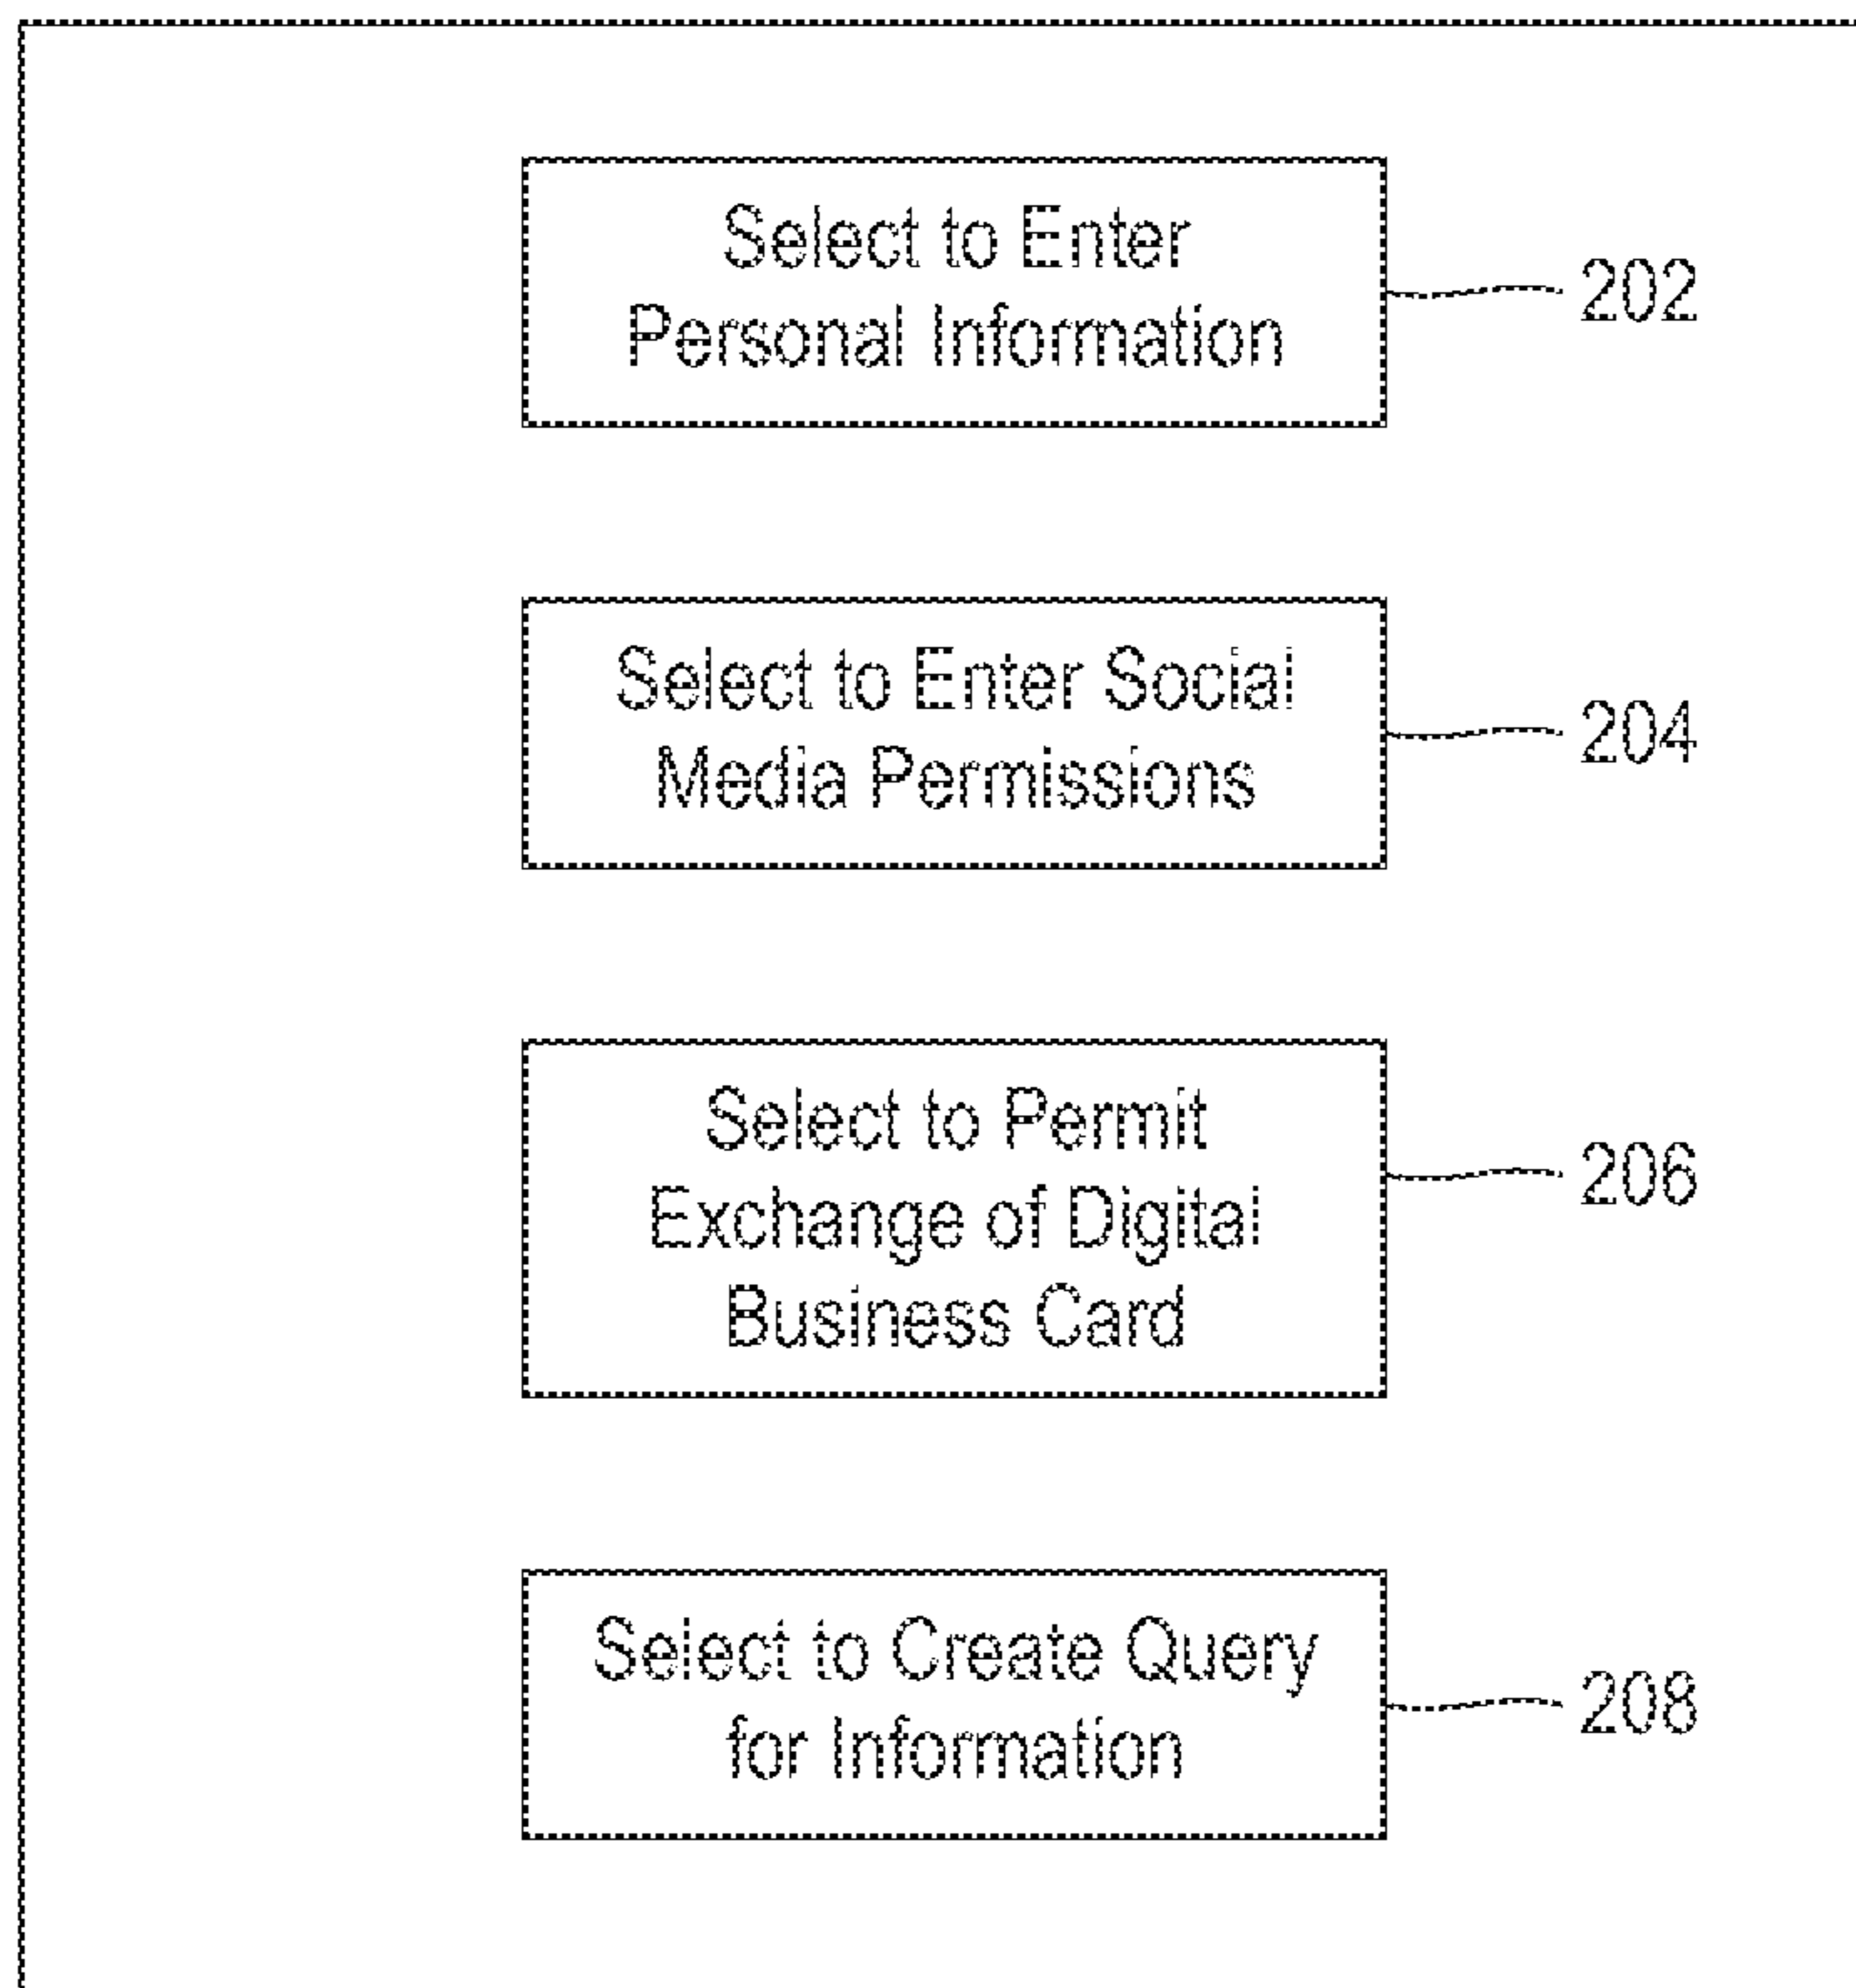 Select to Enter
Personal Information
202
Select to Enter Social
Media Permissions
204
Select to Permit
Exchange of Digital
Business Card
206
Select to Create Query
for Information
208